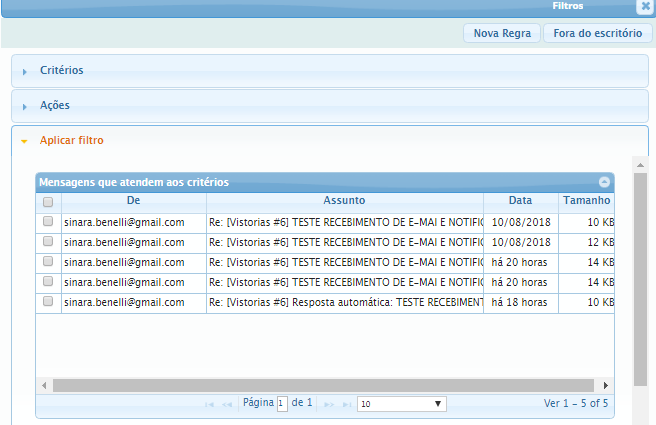 Filtros
Nova Regra Fora do escritório
Critérios
Ações
Aplicar filtro
Mensagens que atendem aos critérios
De Assunto Data Tamanho
sinara.benelli@gmail.com Re: [Vistorias #6] TESTE RECEBIMENTO DE E-MAI E NOTIFIC 10/08/2018 10 KB
sinara.benelli@gmail.com Re: [Vistorias #6] TESTE RECEBIMENTO DE E-MAI E NOTIFIC 10/08/2018 12 KB
sinara.benelli@gmail.com Re: [Vistorias #6] TESTE RECEBIMENTO DE E-MAI E NOTIFIC há 20 horas 14 KB
sinara.benelli@gmail.com Re: [Vistorias #6] TESTE RECEBIMENTO DE E-MAI E NOTIFIC há 20 horas 14 KB
sinara.benelli@gmail.com Re: [Vistorias #6] Resposta automática: TESTE RECEBIMENT há 18 horas 10 KB
Página 1 de 1 10 Ver 1 - 5 of 5